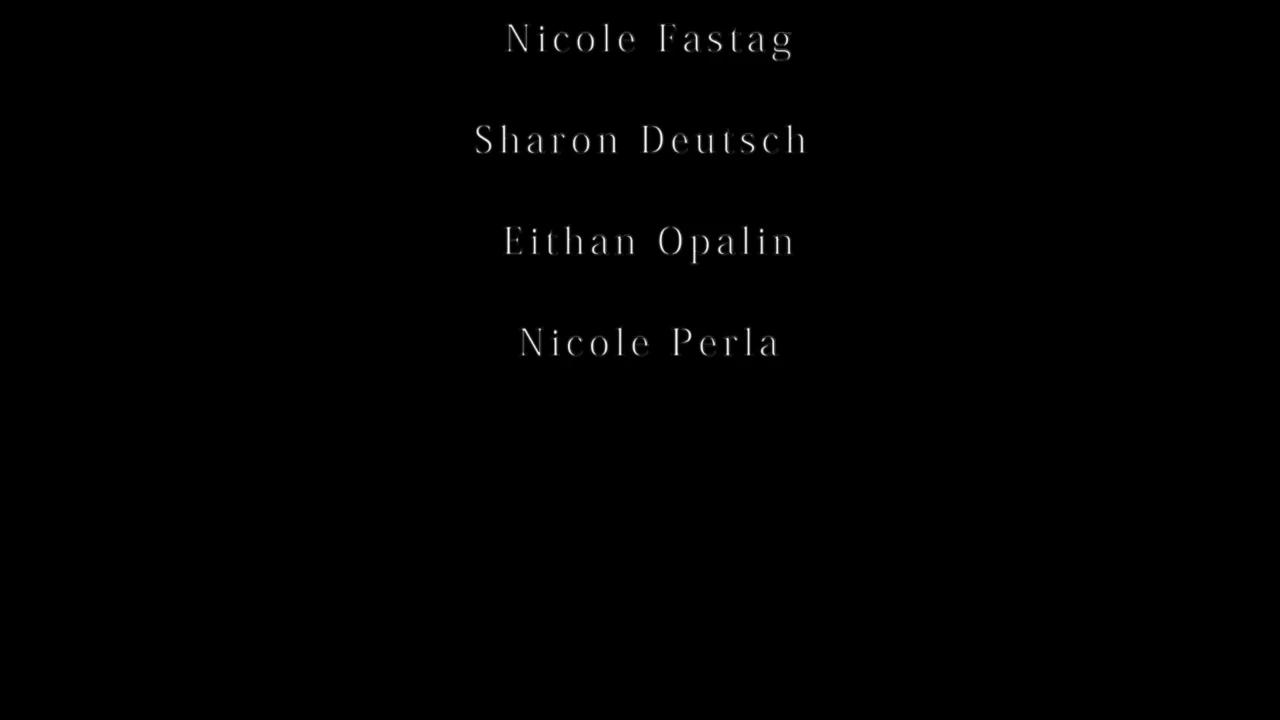 Nicole Fastag
Sharon Deutsch
Eithan Opalin
Nicole Perla